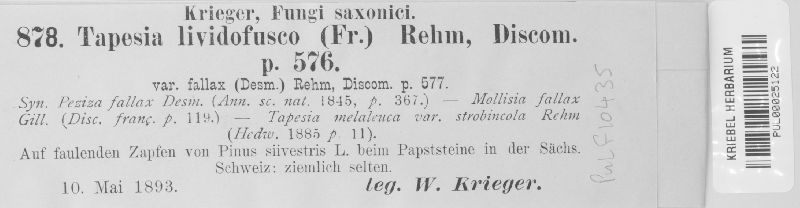 Krieger, Fungi saxonici.
878. Tapesia lividofusco (Fr.) Rehm, Discom.
p. 576.
var. fallax (Desm.) Rehm, Discom. p. 577.
Syn. Peziza fallax Desm. (Ann. sc. nat. 1845, p. 367.) — Mollisia fallax
Gill. (Disc. franç. p. 119.) — Tapesia melaleuca var. strobincola Rehm
(Hedw. 1885 p. 11).
Auf faulenden Zapfen von Pinus siivestris L. beim Papststeine in der Sächs.
Schweiz: ziemlich selten.
10. Mai 1893. leg. W. Krieger.
PulF10435
KRIEBEL HERBARIUM
PUL00025122